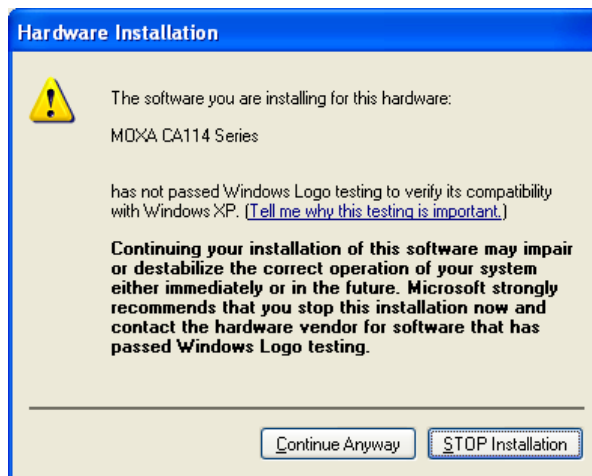 Hardware Installation
The software you are installing for this hardware:
MOXA CA114 Series
has not passed Windows Logo testing to verify its compatibility
with Windows XP. (Tell me why this testing is important.)
Continuing your installation of this software may impair
or destabilize the correct operation of your system
either immediately or in the future. Microsoft strongly
recommends that you stop this installation now and
contact the hardware vendor for software that has
passed Windows Logo testing.
Continue Anyway
STOP Installation